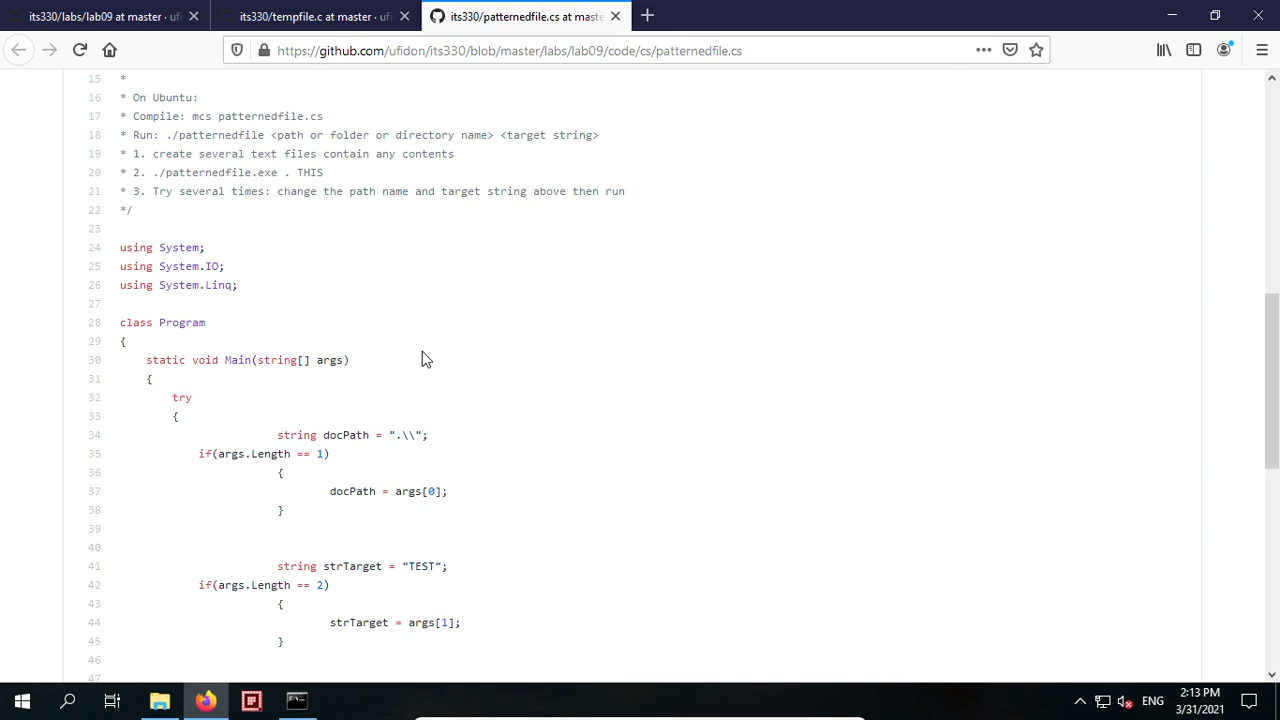 its330/labs/lab09 at master · ufi
its330/tempfile.c at master · uf
its330/patternedfile.cs at maste
https://github.com/ufidon/its330/blob/master/labs/lab09/code/cs/patternedfile.cs
15 *
16 * On Ubuntu:
17 * Compile: mcs patternedfile.cs
18 * Run: ./patternedfile <path or folder or directory name> <target string>
19 * 1. create several text files contain any contents
20 * 2. ./patternedfile.exe . THIS
21 * 3. Try several times: change the path name and target string above then run
22 */
23
24 using System;
25 using System.IO;
26 using System.Linq;
27
28 class Program
29 {
30 static void Main(string[] args)
31 {
32 try
33 {
34 string docPath = ".\\";
35 if(args.Length == 1)
36 {
37 docPath = args[0];
38 }
39
40
41 string strTarget = "TEST";
42 if(args.Length == 2)
43 {
44 strTarget = args[1];
45 }
46
47
ENG
2:13 PM
3/31/2021